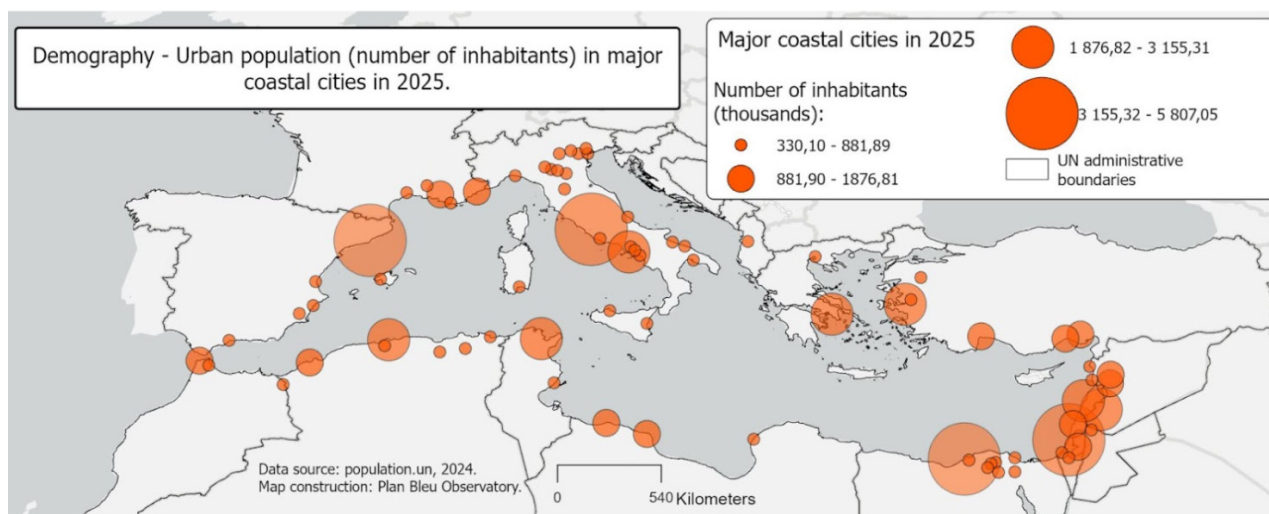 Demography - Urban population (number of inhabitants) in major
coastal cities in 2025.
Major coastal cities in 2025
Number of inhabitants
(thousands):
330,10 - 881,89
881,90 - 1876,81
1 876,82 - 3 155,31
3 155,32 - 5 807,05
UN administrative
boundaries
Data source: population.un, 2024.
Map construction: Plan Bleu Observatory.
0 540 Kilometers